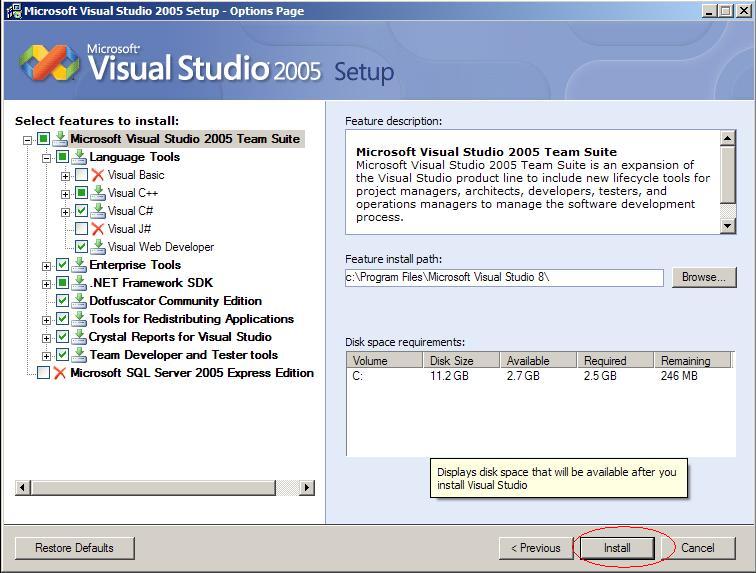 Microsoft Visual Studio 2005 Setup - Options Page
Microsoft®
Visual Studio® 2005 Setup
Select features to install:
Microsoft Visual Studio 2005 Team Suite
Language Tools
Visual Basic
Visual C++
Visual C#
Visual J#
Visual Web Developer
Enterprise Tools
.NET Framework SDK
Dotfuscator Community Edition
Tools for Redistributing Applications
Crystal Reports for Visual Studio
Team Developer and Tester tools
Microsoft SQL Server 2005 Express Edition
Feature description:
Microsoft Visual Studio 2005 Team Suite
Microsoft Visual Studio 2005 Team Suite is an expansion of
the Visual Studio product line to include new lifecycle tools for
project managers, architects, developers, testers, and
operations managers to manage the software development
process.
Feature install path:
c:\Program Files\Microsoft Visual Studio 8\
Browse...
Disk space requirements:
Volume Disk Size Available Required Remaining
C: 11.2 GB 2.7 GB 2.5 GB 246 MB
Displays disk space that will be available after you
install Visual Studio
Restore Defaults
< Previous
Install
Cancel